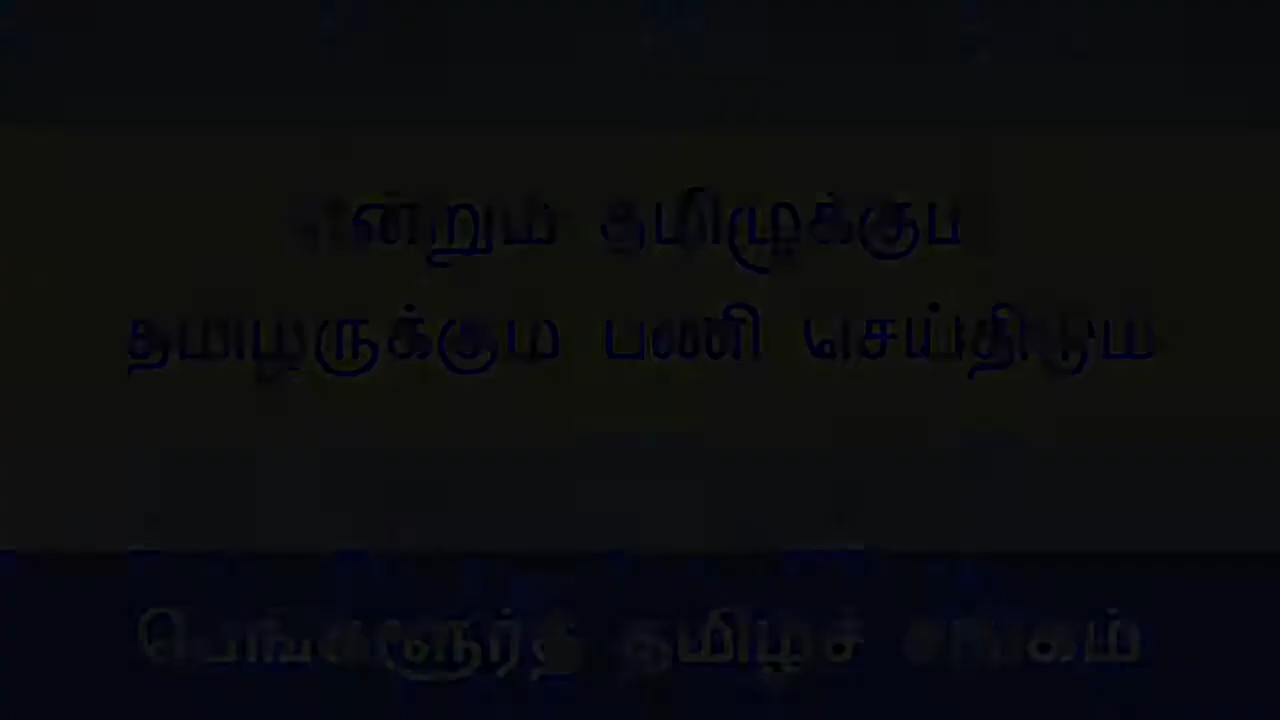 என்றும் தமிழுக்கும்
தமிழருக்கும் பணி செய்திடும்
பெங்களூர்த் தமிழ்ச் சங்கம்